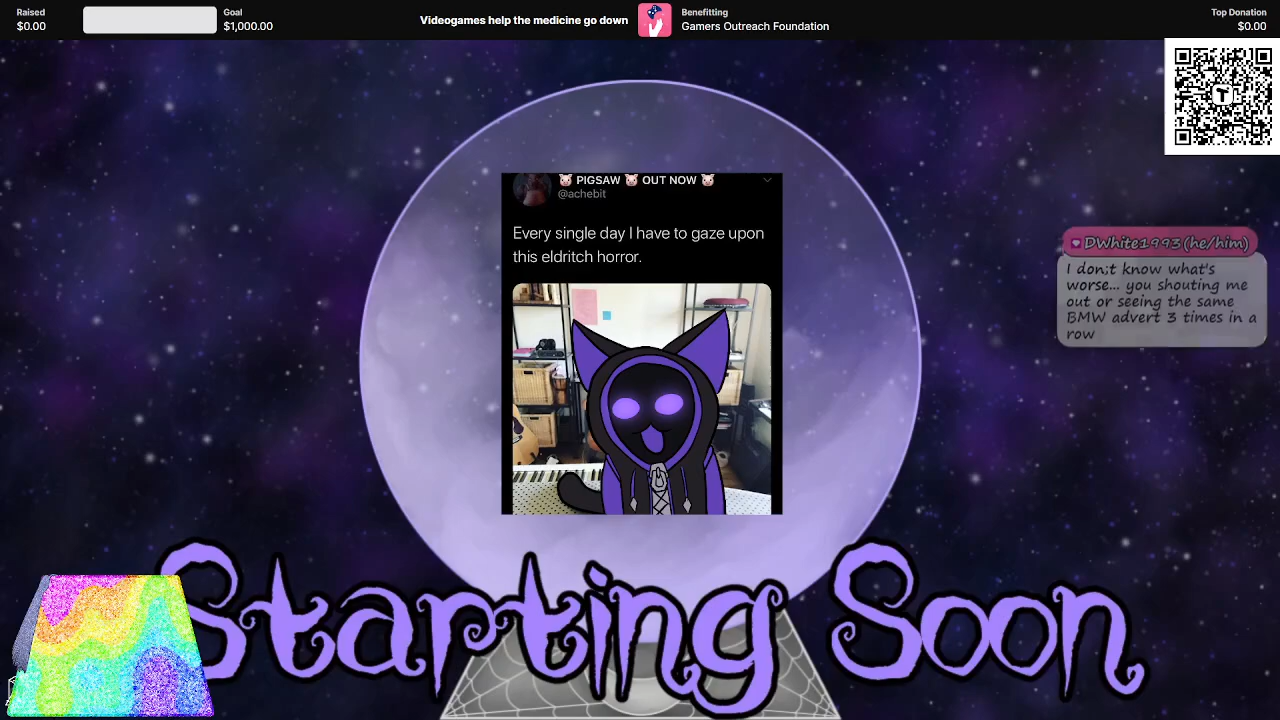 Raised
$0.00
Goal
$1,000.00
Videogames help the medicine go down
Benefitting
Gamers Outreach Foundation
Top Donation
$0.00
T
🐷 PIGSAW 🐷 OUT NOW 🐷
@achebit
Every single day I have to gaze upon
this eldritch horror.
DWhite1993(he/him)
I don;t know what's
worse... you shouting me
out or seeing the same
BMW advert 3 times in a
row
Starting Soon